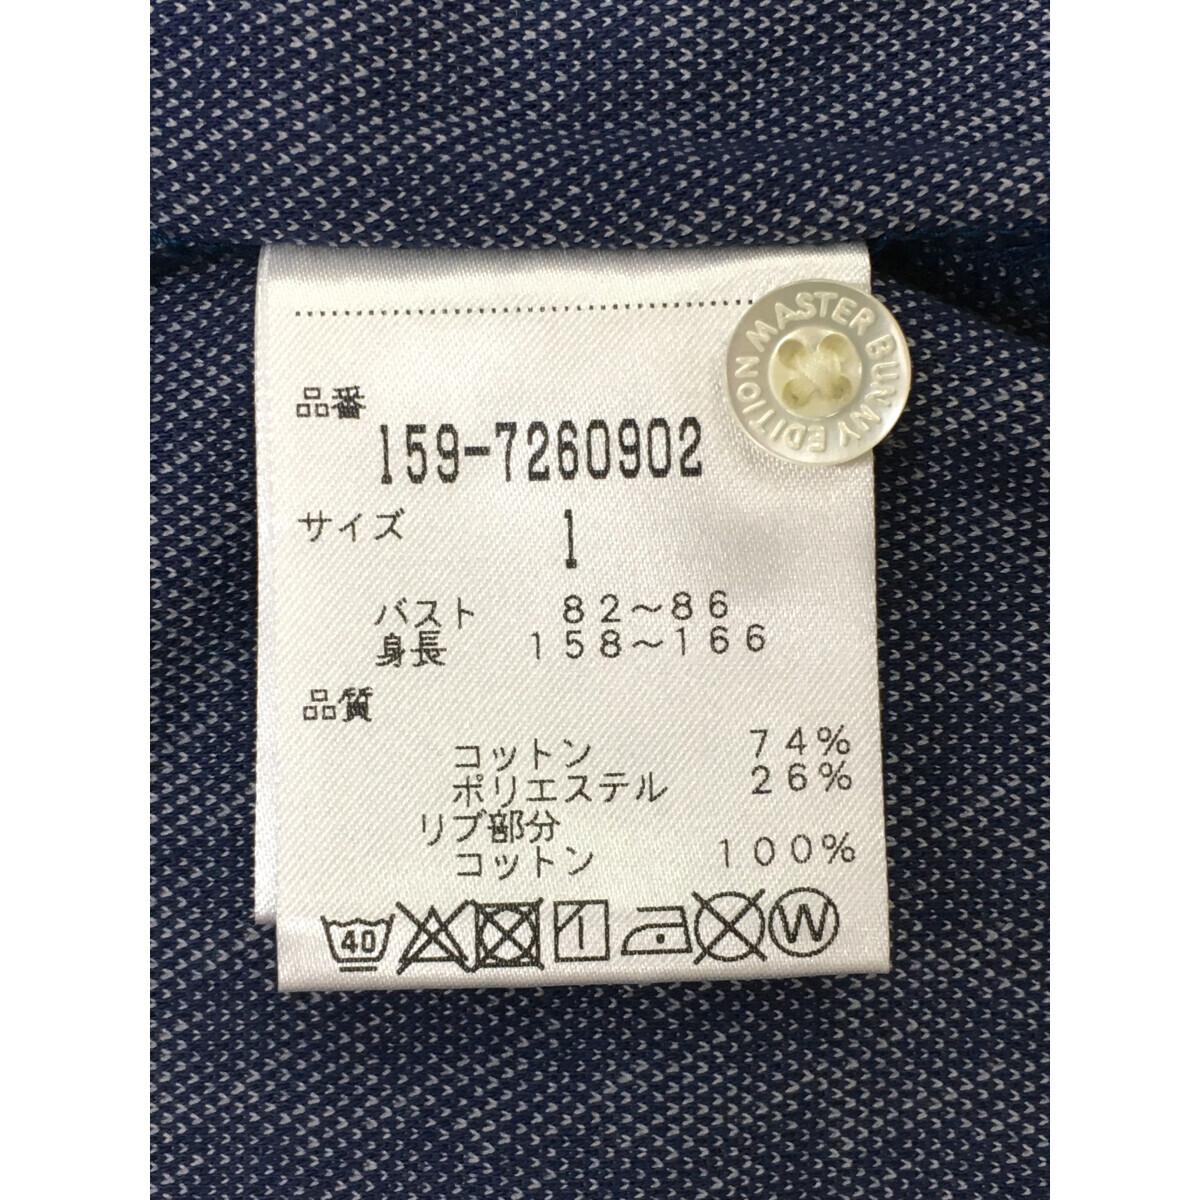 品番
159-7260902
サイズ 1
バスト 82～86
身長 158～166
品質
コットン 74%
ポリエステル 26%
リブ部分
コットン 100%
40 1 W
MASTER BUNNY EDITION